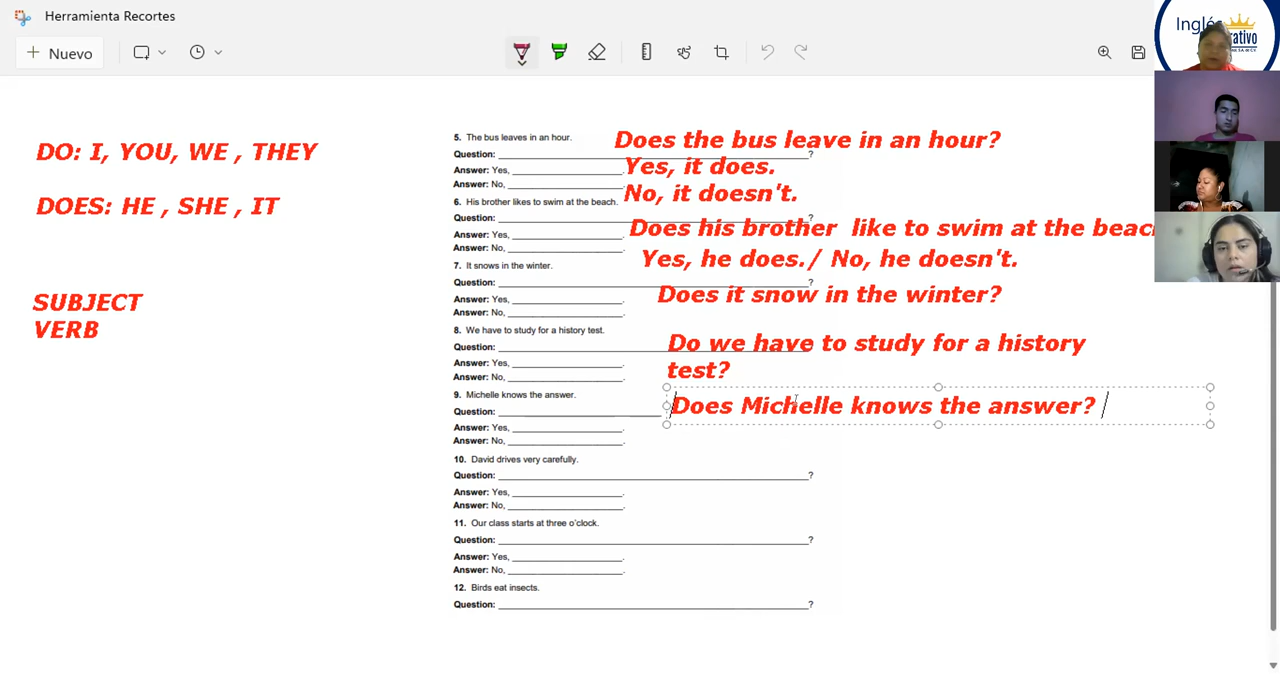 Herramienta Recortes
Nuevo
Inglés
rativo
DO: I, YOU, WE , THEY
DOES: HE , SHE , IT
SUBJECT
VERB
5. The bus leaves in an hour.
Does the bus leave in an hour?
Question: ?
Answer: Yes, .
Yes, it does.
Answer: No, .
No, it doesn't.
6. His brother likes to swim at the beach.
Question: ?
Does his brother like to swim at the beac
Answer: Yes, .
Answer: No, .
Yes, he does./ No, he doesn't.
7. It snows in the winter.
Question: ?
Answer: Yes, .
Does it snow in the winter?
Answer: No, .
8. We have to study for a history test.
Question:
Do we have to study for a history
test?
Answer: Yes, .
Answer: No, .
9. Michelle knows the answer.
Question:
Does Michelle knows the answer? /
Answer: Yes, .
Answer: No, .
10. David drives very carefully.
Question: ?
Answer: Yes, .
Answer: No, .
11. Our class starts at three o'clock.
Question: ?
Answer: Yes, .
Answer: No, .
12. Birds eat insects.
Question: ?